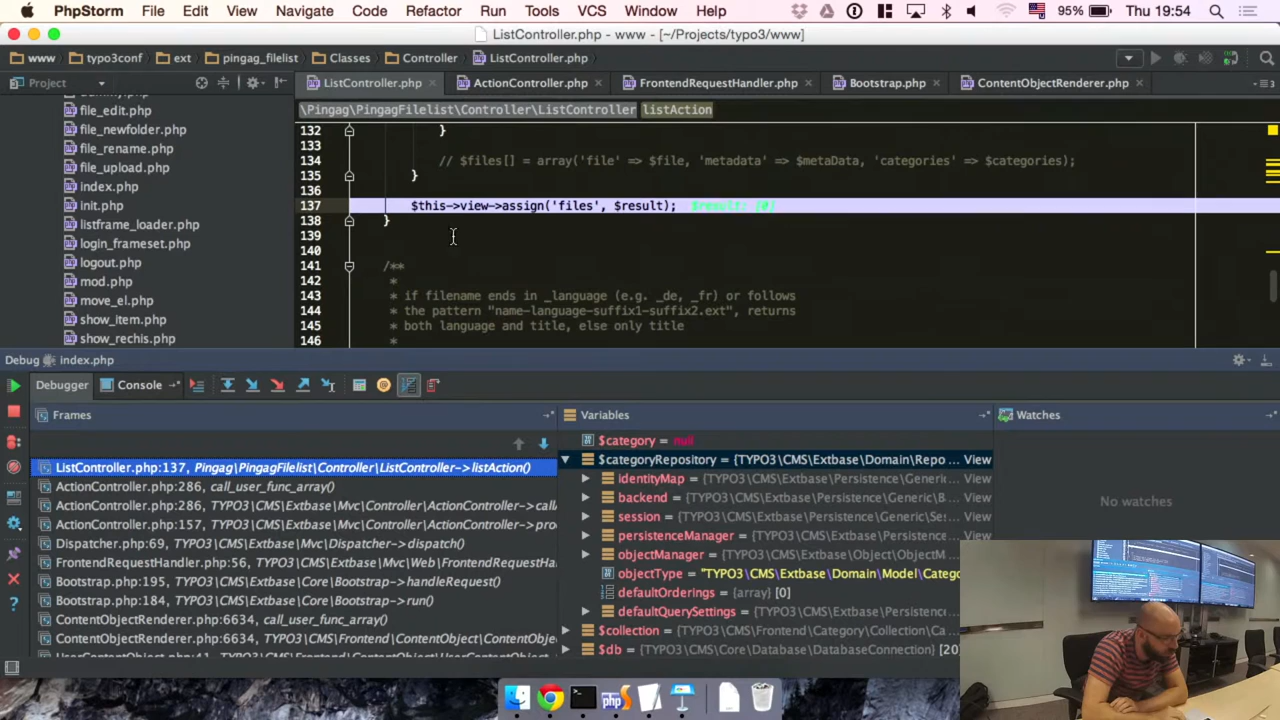 PhpStorm File Edit View Navigate Code Refactor Run Tools VCS Window Help 95% Thu 19:54
ListController.php - www - [~/Projects/typo3/www]
www typo3conf ext pingag_filelist Classes Controller ListController.php
Project
ListController.php ActionController.php FrontendRequestHandler.php Bootstrap.php ContentObjectRenderer.php
file_edit.php
file_newfolder.php
file_rename.php
file_upload.php
index.php
init.php
listframe_loader.php
login_frameset.php
logout.php
mod.php
move_el.php
show_item.php
show_rechis.php
\Pingag\PingagFilelist\Controller\ListController listAction
132 }
133
134 // $files[] = array('file' => $file, 'metadata' => $metaData, 'categories' => $categories);
135 }
136
137 $this->view->assign('files', $result); $result: [0]
138 }
139
140
141 /**
142 *
143 * if filename ends in _language (e.g. _de, _fr) or follows
144 * the pattern "name-language-suffix1-suffix2.ext", returns
145 * both language and title, else only title
146 *
Debug index.php
Debugger Console
Frames
ListController.php:137, Pingag\PingagFilelist\Controller\ListController->listAction()
ActionController.php:286, call_user_func_array()
ActionController.php:286, TYPO3\CMS\Extbase\Mvc\Controller\ActionController->call
ActionController.php:157, TYPO3\CMS\Extbase\Mvc\Controller\ActionController->pro
Dispatcher.php:69, TYPO3\CMS\Extbase\Mvc\Dispatcher->dispatch()
FrontendRequestHandler.php:56, TYPO3\CMS\Extbase\Mvc\Web\FrontendRequestHa
Bootstrap.php:195, TYPO3\CMS\Extbase\Core\Bootstrap->handleRequest()
Bootstrap.php:184, TYPO3\CMS\Extbase\Core\Bootstrap->run()
ContentObjectRenderer.php:6634, call_user_func_array()
ContentObjectRenderer.php:6634, TYPO3\CMS\Frontend\ContentObject\ContentObjec
UserContentObject.php:41,
Variables
$category = null
$categoryRepository = {TYPO3\CMS\Extbase\Domain\Repo ... View
identityMap = {TYPO3\CMS\Extbase\Persistence\Generic ... View
backend = {TYPO3\CMS\Extbase\Persistence\Generic\B ... View
session = {TYPO3\CMS\Extbase\Persistence\Generic\Se ... View
persistenceManager = {TYPO3\CMS\Extbase\Persistenc ... View
objectManager = {TYPO3\CMS\Extbase\Object\ObjectM ... View
objectType = "TYPO3\CMS\Extbase\Domain\Model\Catego
defaultOrderings = {array} [0]
defaultQuerySettings = {TYPO3\CMS\Extbase\Persistence
$collection = {TYPO3\CMS\Frontend\Category\Collection\Ca
$db = {TYPO3\CMS\Core\Database\DatabaseConnection} [20
Watches
No watches